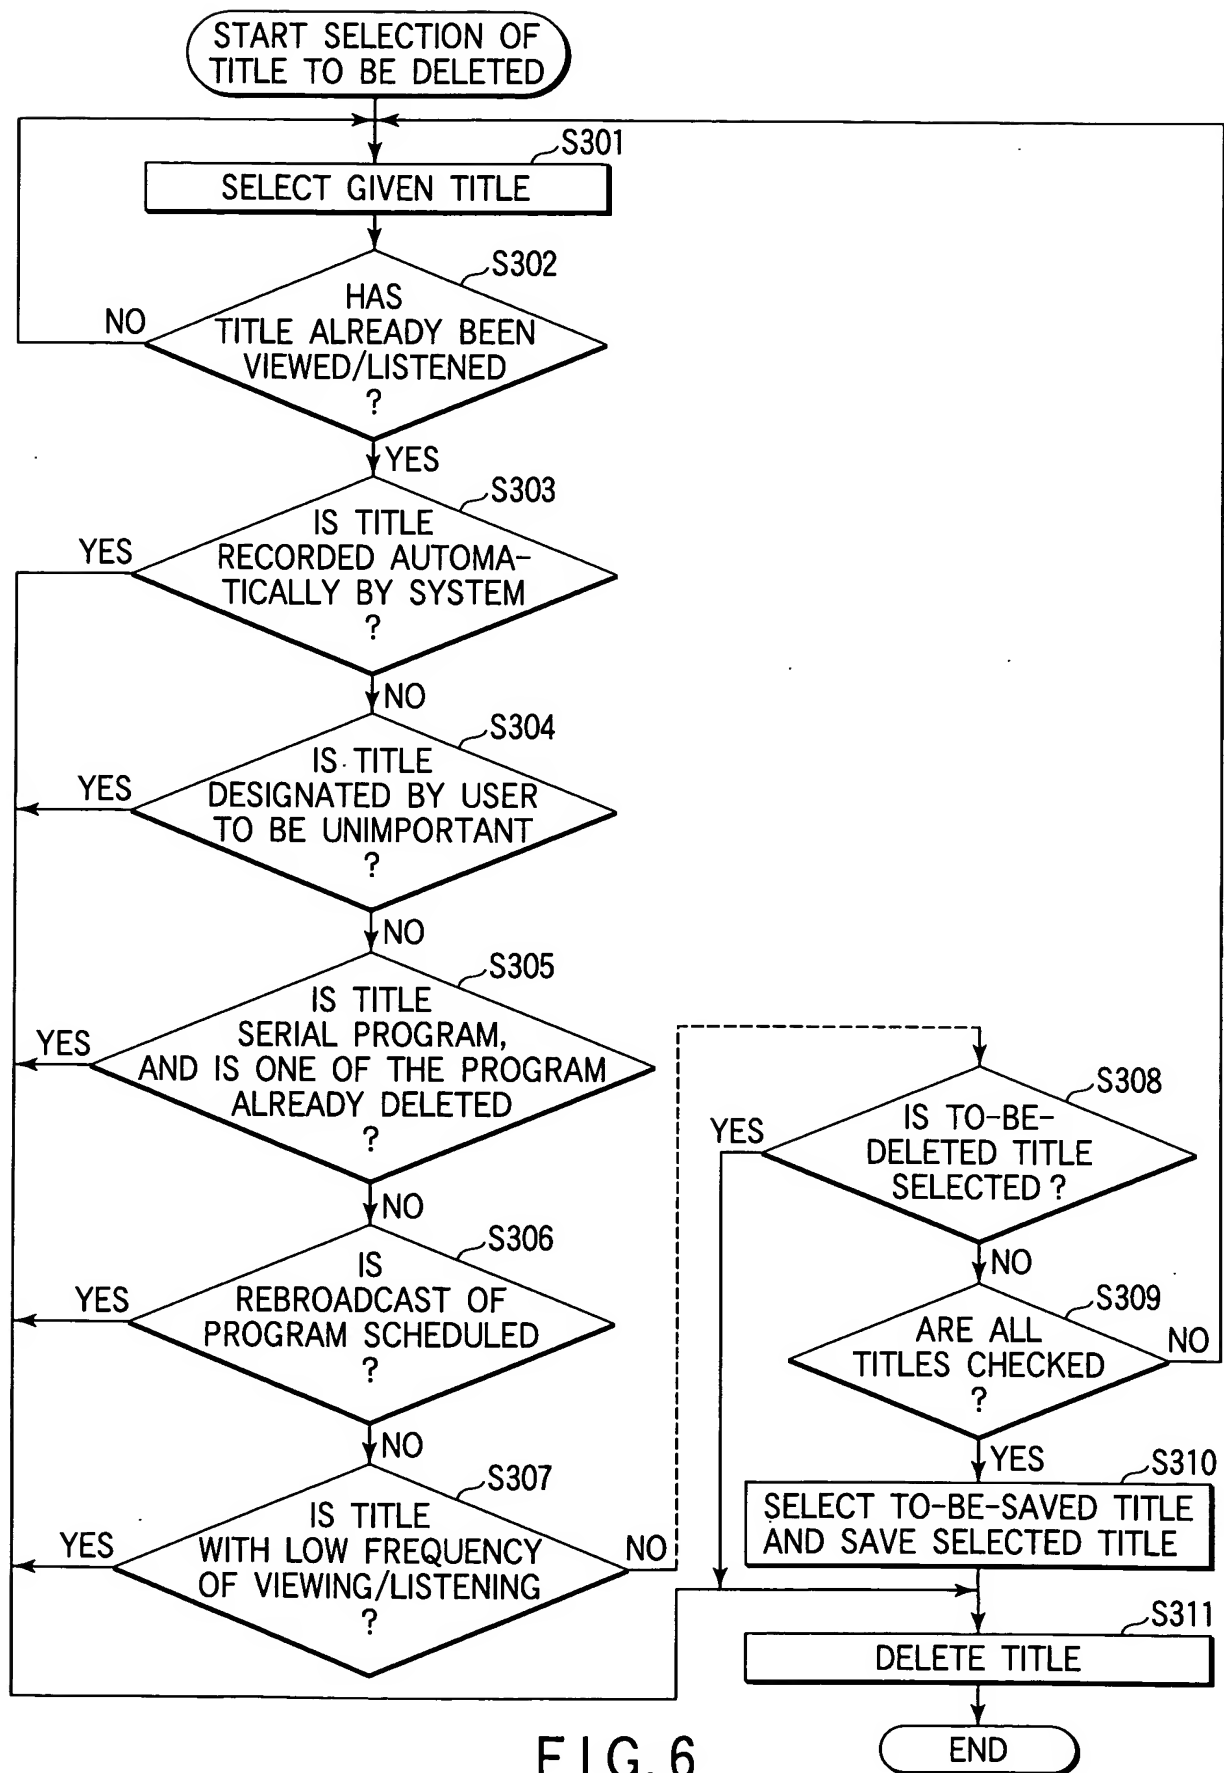 START SELECTION OF
TITLE TO BE DELETED
S301
SELECT GIVEN TITLE
S302
HAS
TITLE ALREADY BEEN
VIEWED/LISTENED
?
NO
YES
S303
IS TITLE
RECORDED AUTOMA-
TICALLY BY SYSTEM
?
YES
NO
S304
IS TITLE
DESIGNATED BY USER
TO BE UNIMPORTANT
?
YES
NO
S305
IS TITLE
SERIAL PROGRAM,
AND IS ONE OF THE PROGRAM
ALREADY DELETED
?
YES
NO
S306
IS
REBROADCAST OF
PROGRAM SCHEDULED
?
YES
NO
S307
IS TITLE
WITH LOW FREQUENCY
OF VIEWING/LISTENING
?
YES
NO
S308
IS TO-BE-
DELETED TITLE
SELECTED ?
YES
NO
S309
ARE ALL
TITLES CHECKED
?
NO
YES
S310
SELECT TO-BE-SAVED TITLE
AND SAVE SELECTED TITLE
S311
DELETE TITLE
END
FIG. 6